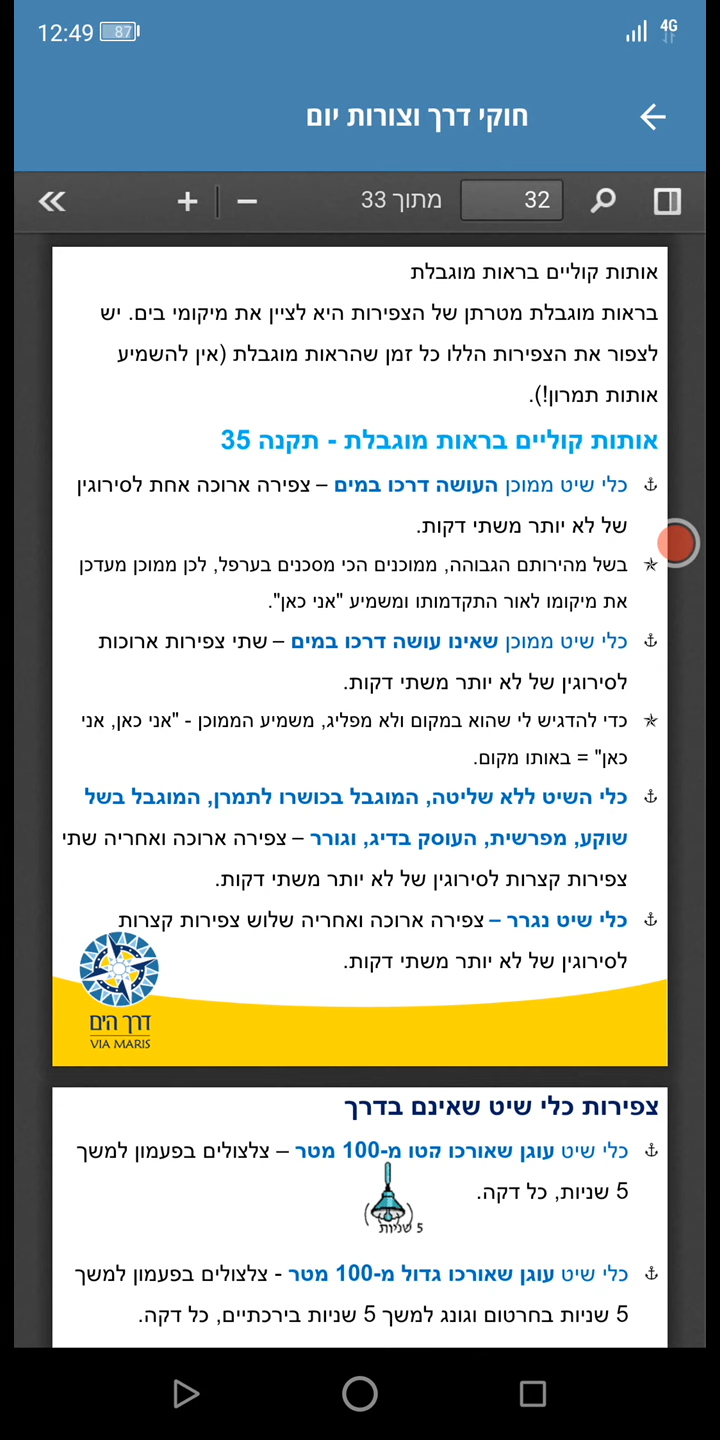 12:49
87
4G
חוקי דרך וצורות יום
32
מתוך 33
אותות קוליים בראות מוגבלת
בראות מוגבלת מטרתן של הצפירות היא לציין את מיקומי בים. יש
לצפור את הצפירות הללו כל זמן שהראות מוגבלת (אין להשמיע
אותות תמרון!).
אותות קוליים בראות מוגבלת - תקנה 35
כלי שיט ממוכן העושה דרכו במים – צפירה ארוכה אחת לסירוגין
של לא יותר משתי דקות.
בשל מהירותם הגבוהה, ממוכנים הכי מסכנים בערפל, לכן ממוכן מעדכן
את מיקומו לאור התקדמותו ומשמיע "אני כאן".
כלי שיט ממוכן שאינו עושה דרכו במים – שתי צפירות ארוכות
לסירוגין של לא יותר משתי דקות.
כדי להדגיש לי שהוא במקום ולא מפליג, משמיע הממוכן - "אני כאן, אני
כאן" = באותו מקום.
כלי השיט ללא שליטה, המוגבל בכושרו לתמרן, המוגבל בשל
שוקע, מפרשית, העוסק בדיג, וגורר – צפירה ארוכה ואחריה שתי
צפירות קצרות לסירוגין של לא יותר משתי דקות.
כלי שיט נגרר – צפירה ארוכה ואחריה שלוש צפירות קצרות
לסירוגין של לא יותר משתי דקות.
דרך הים
VIA MARIS
צפירות כלי שיט שאינם בדרך
כלי שיט עוגן שאורכו קטו מ-100 מטר – צלצולים בפעמון למשך
5 שניות, כל דקה.
5 שניות
כלי שיט עוגן שאורכו גדול מ-100 מטר - צלצולים בפעמון למשך
5 שניות בחרטום וגונג למשך 5 שניות בירכתיים, כל דקה.